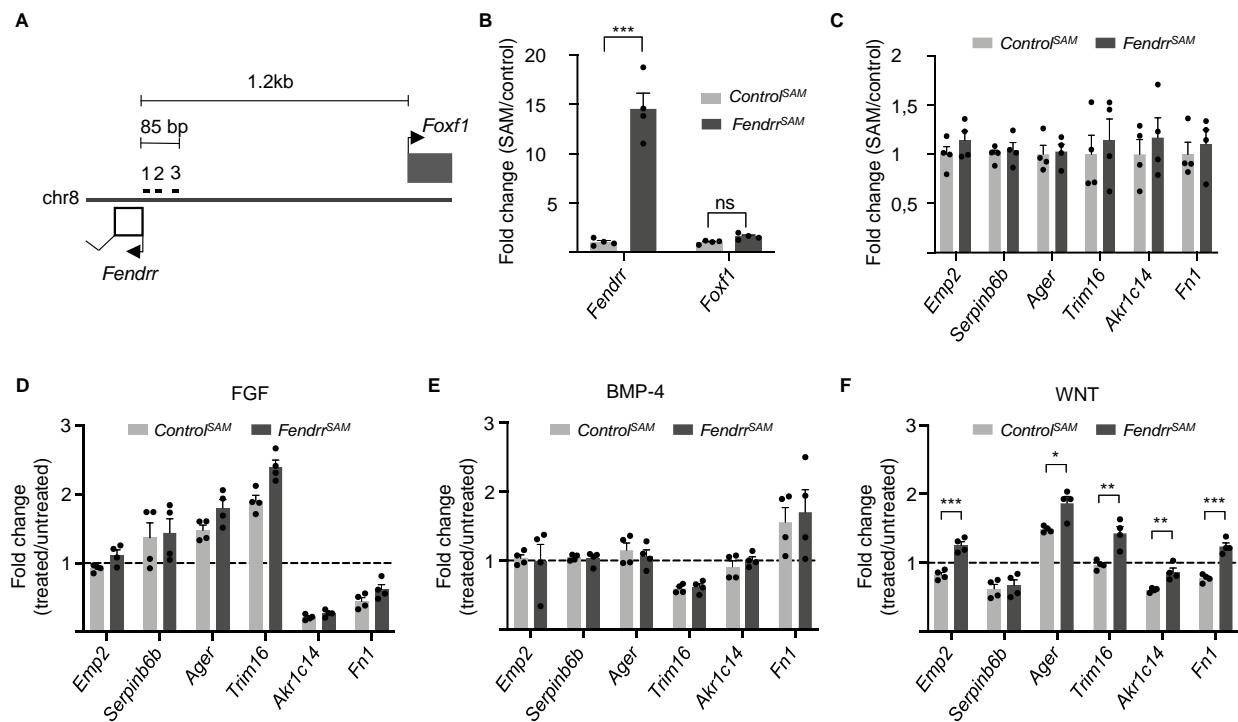 A
1.2kb
85 bp
Foxf1
1 2 3
chr8
Fendrr
B
Fold change (SAM/control)
20
15
10
5
***
ns
Control^SAM
Fendrr^SAM
Fendrr
Foxf1
C
Fold change (SAM/control)
2
1,5
1
0,5
Control^SAM
Fendrr^SAM
Emp2
Serpinb6b
Ager
Trim16
Akr1c14
Fn1
D
FGF
Fold change
(treated/untreated)
3
2
1
Control^SAM
Fendrr^SAM
Emp2
Serpinb6b
Ager
Trim16
Akr1c14
Fn1
E
BMP-4
Fold change
(treated/untreated)
3
2
1
Control^SAM
Fendrr^SAM
Emp2
Serpinb6b
Ager
Trim16
Akr1c14
Fn1
F
WNT
Fold change
(treated/untreated)
3
2
1
Control^SAM
Fendrr^SAM
***
*
**
**
***
Emp2
Serpinb6b
Ager
Trim16
Akr1c14
Fn1